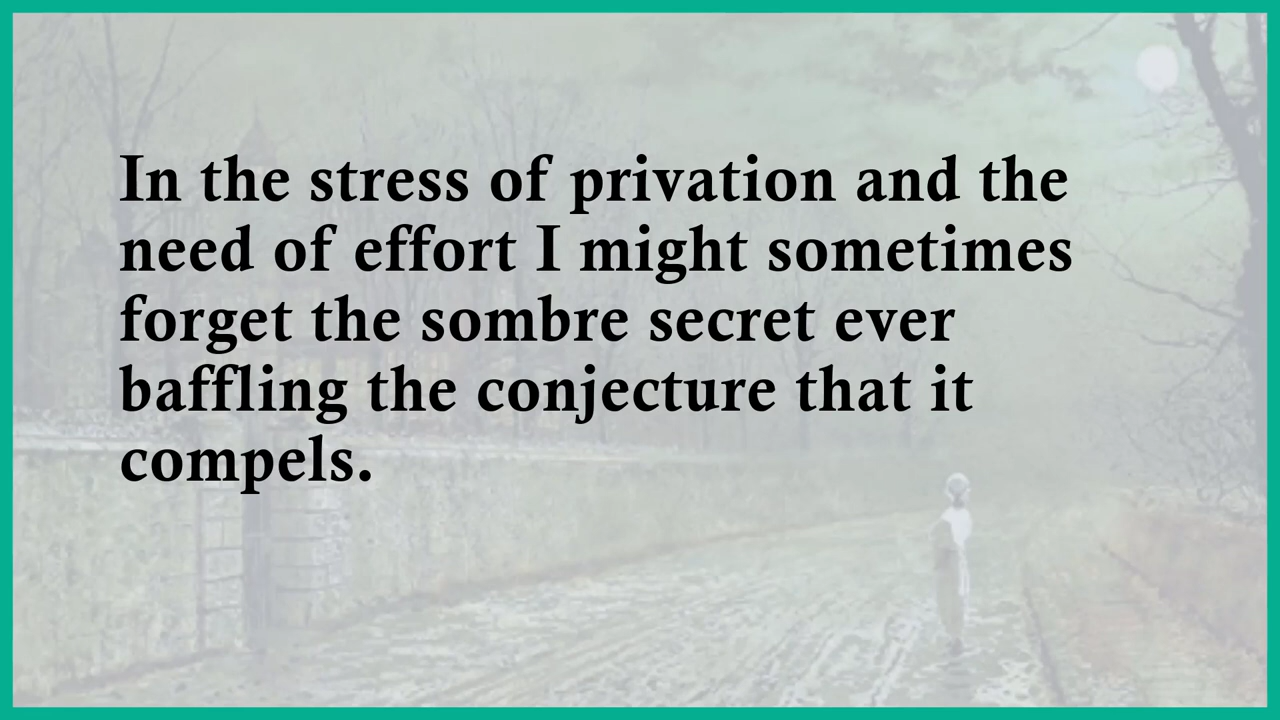 In the stress of privation and the
need of effort I might sometimes
forget the sombre secret ever
baffling the conjecture that it
compels.